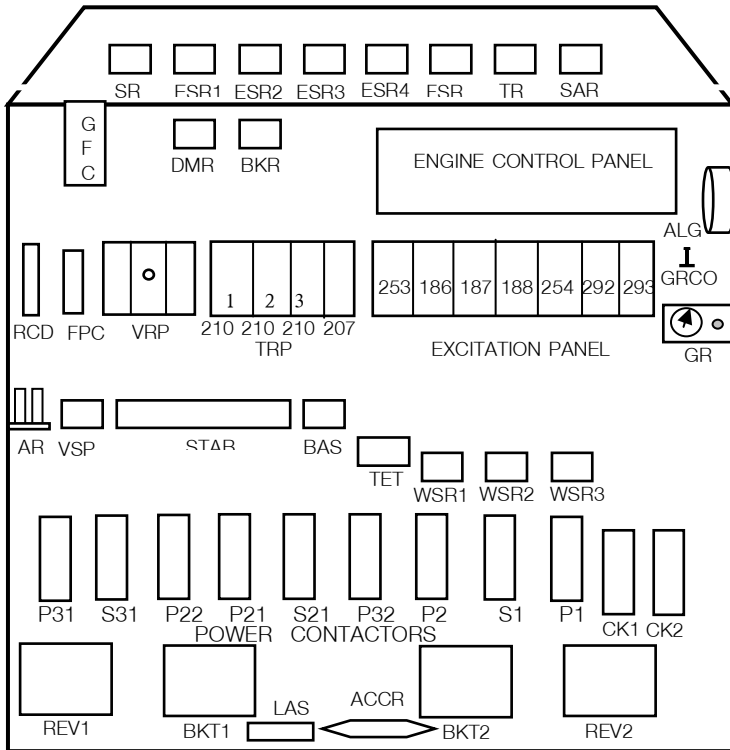 SR ESR1 ESR2 ESR3 ESR4 FSR TR SAR
G
F
C
DMR BKR
ENGINE CONTROL PANEL
ALG
GRCO
253 186 187 188 254 292 293
1 2 3
RCD FPC VRP
210 210 210 207
TRP
EXCITATION PANEL
GR
AR VSP STAB BAS
TET
WSR1 WSR2 WSR3
P31 S31 P22 P21 S21 P32 P2 S1 P1
CK1 CK2
POWER CONTACTORS
REV1 BKT1 LAS ACCR BKT2 REV2